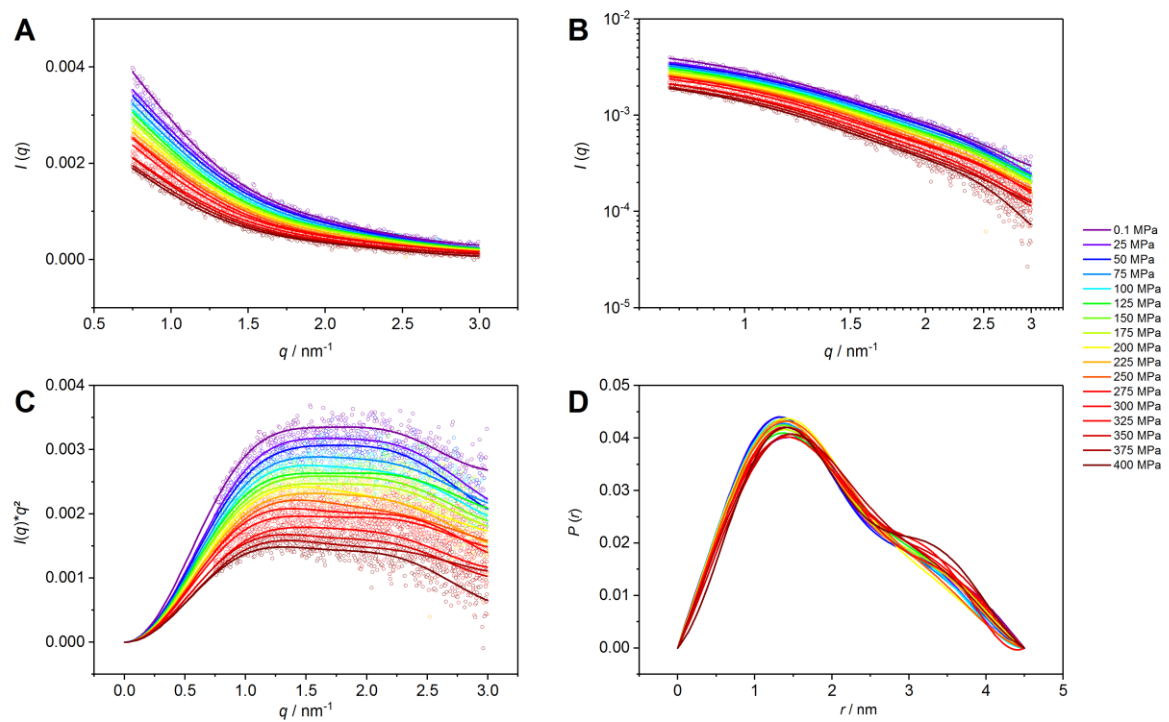 A
0.004
0.002
0.000
I (q)
0.5 1.0 1.5 2.0 2.5 3.0
q / nm⁻¹
B
10⁻²
10⁻³
10⁻⁴
10⁻⁵
I (q)
1 1.5 2 2.5 3
q / nm⁻¹
0.1 MPa
25 MPa
50 MPa
75 MPa
100 MPa
125 MPa
150 MPa
175 MPa
200 MPa
225 MPa
250 MPa
275 MPa
300 MPa
325 MPa
350 MPa
375 MPa
400 MPa
C
0.004
0.003
0.002
0.001
0.000
I(q)*q²
0.0 0.5 1.0 1.5 2.0 2.5 3.0
q / nm⁻¹
D
0.05
0.04
0.03
0.02
0.01
0.00
P (r)
0 1 2 3 4 5
r / nm